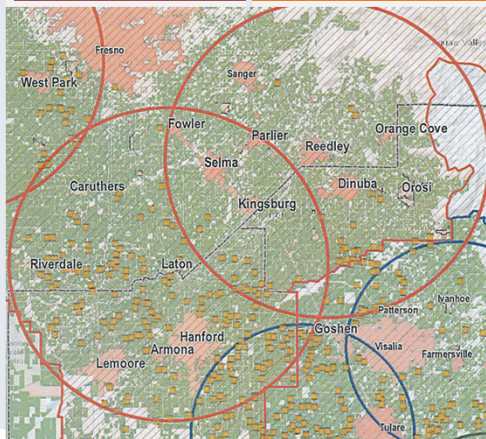 Fresno
Sanger
West Park
Fowler
Parlier
Orange Cove
Reedley
Selma
Dinuba
Orosi
Caruthers
Kingsburg
Riverdale
Laton
Ivanhoe
Patterson
Goshen
Hanford
Visalia
Armona
Farmersville
Lemoore
Tulare